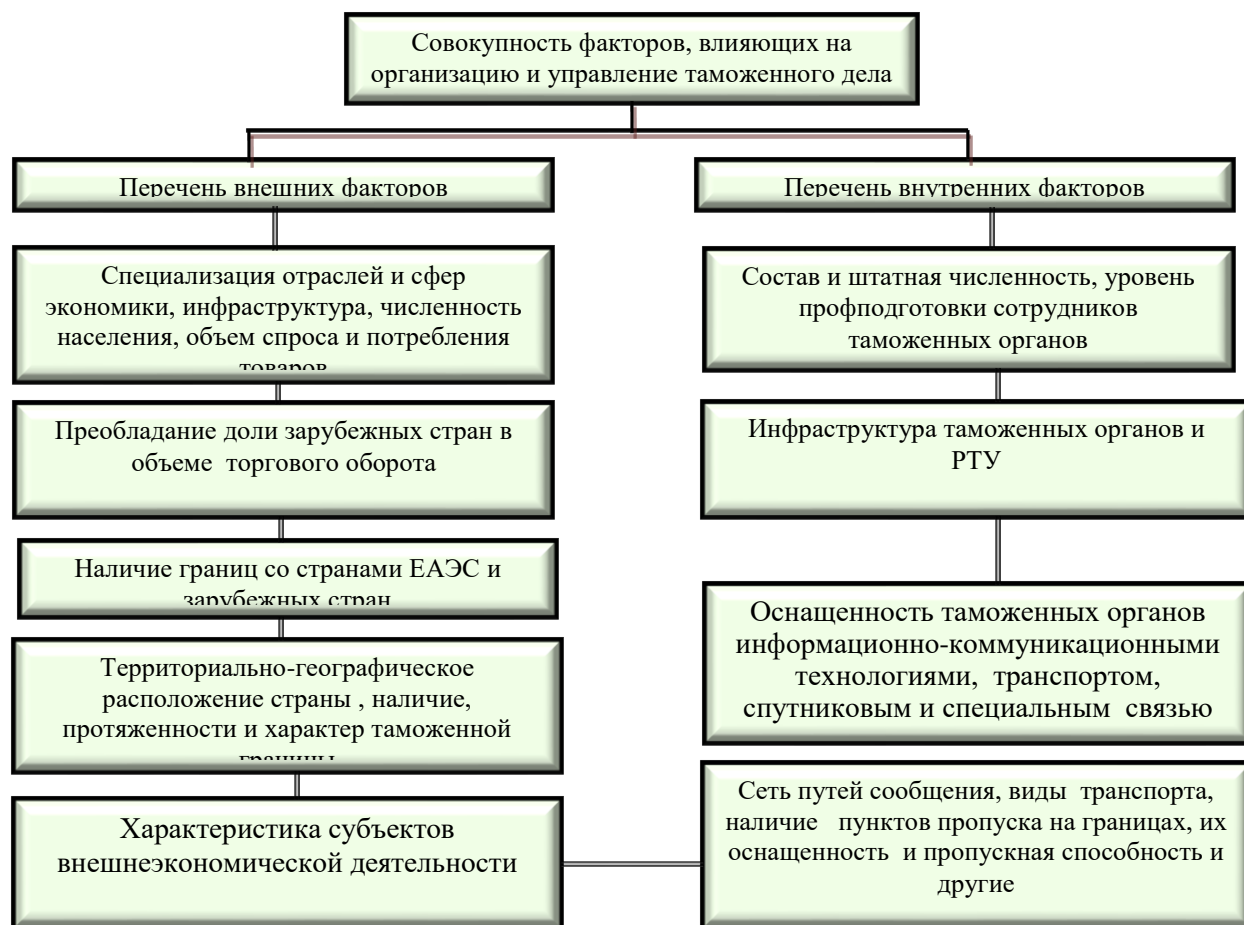 Совокупность факторов, влияющих на
организацию и управление таможенного дела
Перечень внешних факторов
Перечень внутренних факторов
Специализация отраслей и сфер
экономики, инфраструктура, численность
населения, объем спроса и потребления
товаров
Преобладание доли зарубежных стран в
объеме торгового оборота
Наличие границ со странами ЕАЭС и
зарубежных стран
Территориально-географическое
расположение страны , наличие,
протяженности и характер таможенной
границы
Характеристика субъектов
внешнеэкономической деятельности
Состав и штатная численность, уровень
профподготовки сотрудников
таможенных органов
Инфраструктура таможенных органов и
РТУ
Оснащенность таможенных органов
информационно-коммуникационными
технологиями, транспортом,
спутниковым и специальным связью
Сеть путей сообщения, виды транспорта,
наличие пунктов пропуска на границах, их
оснащенность и пропускная способность и
другие